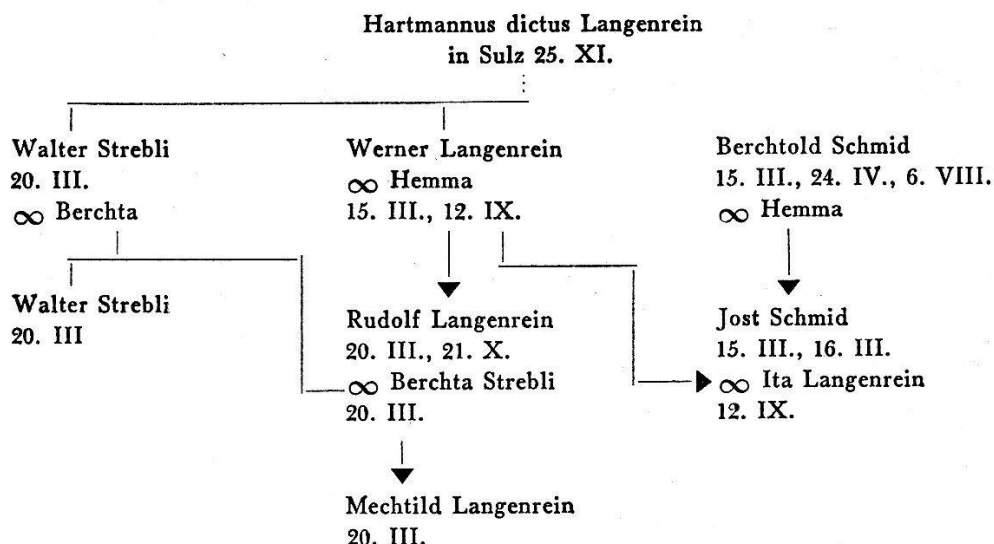 Hartmannus dictus Langenrein
in Sulz 25. XI.
Walter Strebli
20. III.
∞ Berchta
Werner Langenrein
∞ Hemma
15. III., 12. IX.
Berchtold Schmid
15. III., 24. IV., 6. VIII.
∞ Hemma
Walter Strebli
20. III
Rudolf Langenrein
20. III., 21. X.
∞ Berchta Strebli
20. III.
Jost Schmid
15. III., 16. III.
∞ Ita Langenrein
12. IX.
Mechtild Langenrein
20. III.